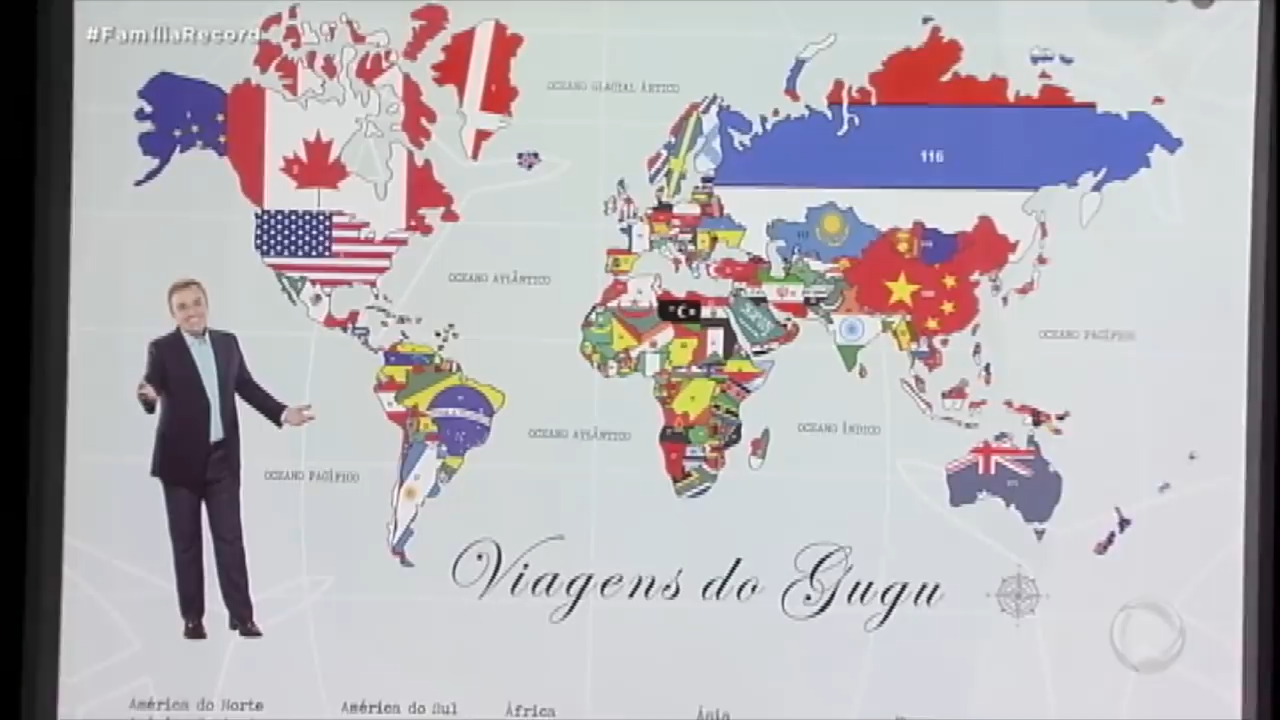 #FamíliaRecord
OCEANO GLACIAL ÁRTICO
116
OCEANO ATLÂNTICO
OCEANO PACÍFICO
OCEANO ATLÂNTICO
OCEANO ÍNDICO
OCEANO PACÍFICO
Viagens do Gugu
América do Norte
América do Sul
África
Ásia